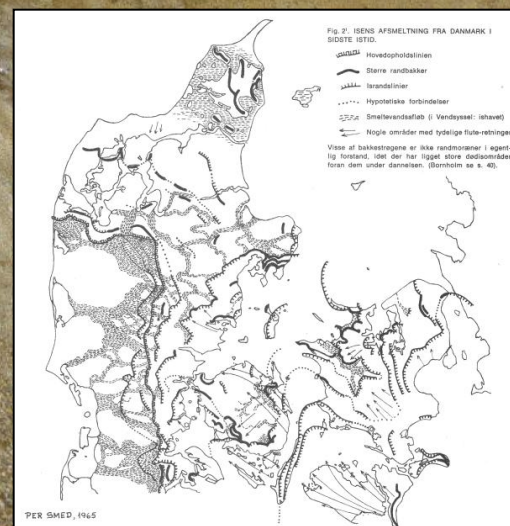 Fig. 2'. ISENS AFSMELTNING FRA DANMARK I
SIDSTE ISTID.
Hovedopholdslinien
Større randbakker
Israndslinier
Hypotetiske forbindelser
Smeltevandsafløb (i Vendsyssel: ishavet)
Nogle områder med tydelige flute-retninger
Visse af bakkestrøgene er ikke randmoræner i egent-
lig forstand, idet der har ligget store dødisområder
foran dem under dannelsen. (Bornholm se s. 40).
PER SMED, 1965